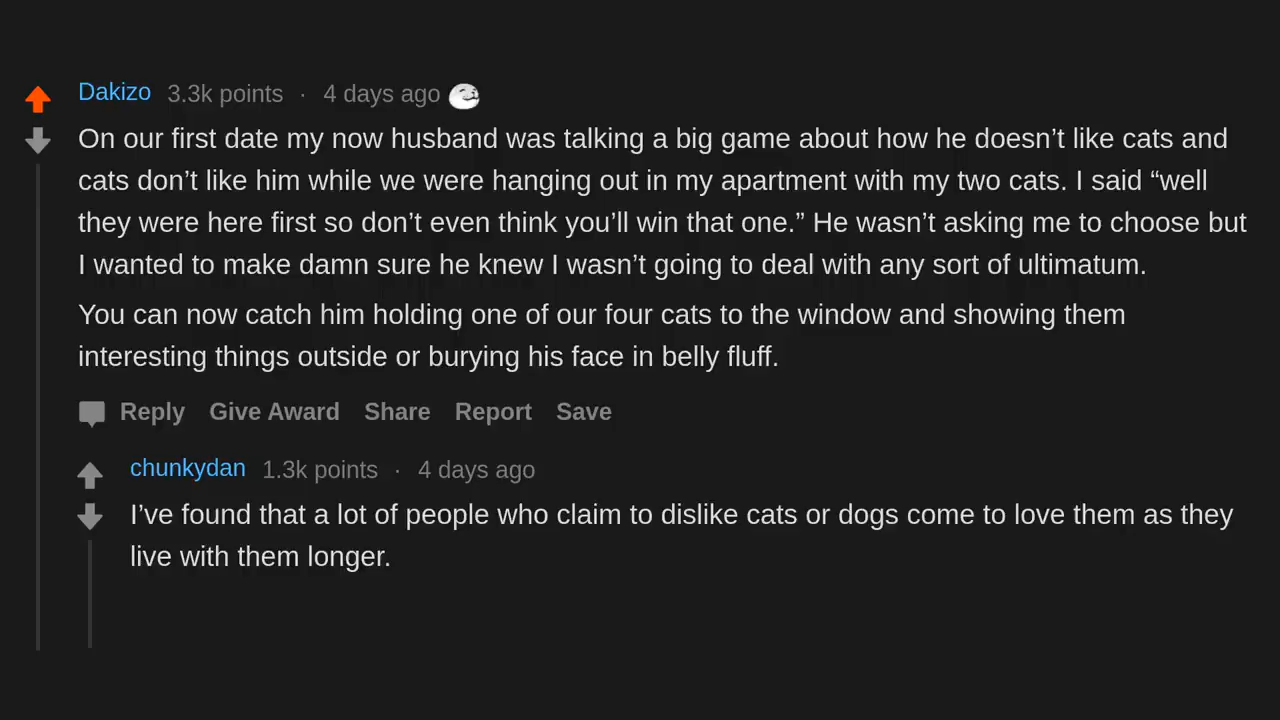 Dakizo 3.3k points · 4 days ago
On our first date my now husband was talking a big game about how he doesn’t like cats and
cats don’t like him while we were hanging out in my apartment with my two cats. I said “well
they were here first so don’t even think you’ll win that one.” He wasn’t asking me to choose but
I wanted to make damn sure he knew I wasn’t going to deal with any sort of ultimatum.
You can now catch him holding one of our four cats to the window and showing them
interesting things outside or burying his face in belly fluff.
Reply Give Award Share Report Save
chunkydan 1.3k points · 4 days ago
I’ve found that a lot of people who claim to dislike cats or dogs come to love them as they
live with them longer.